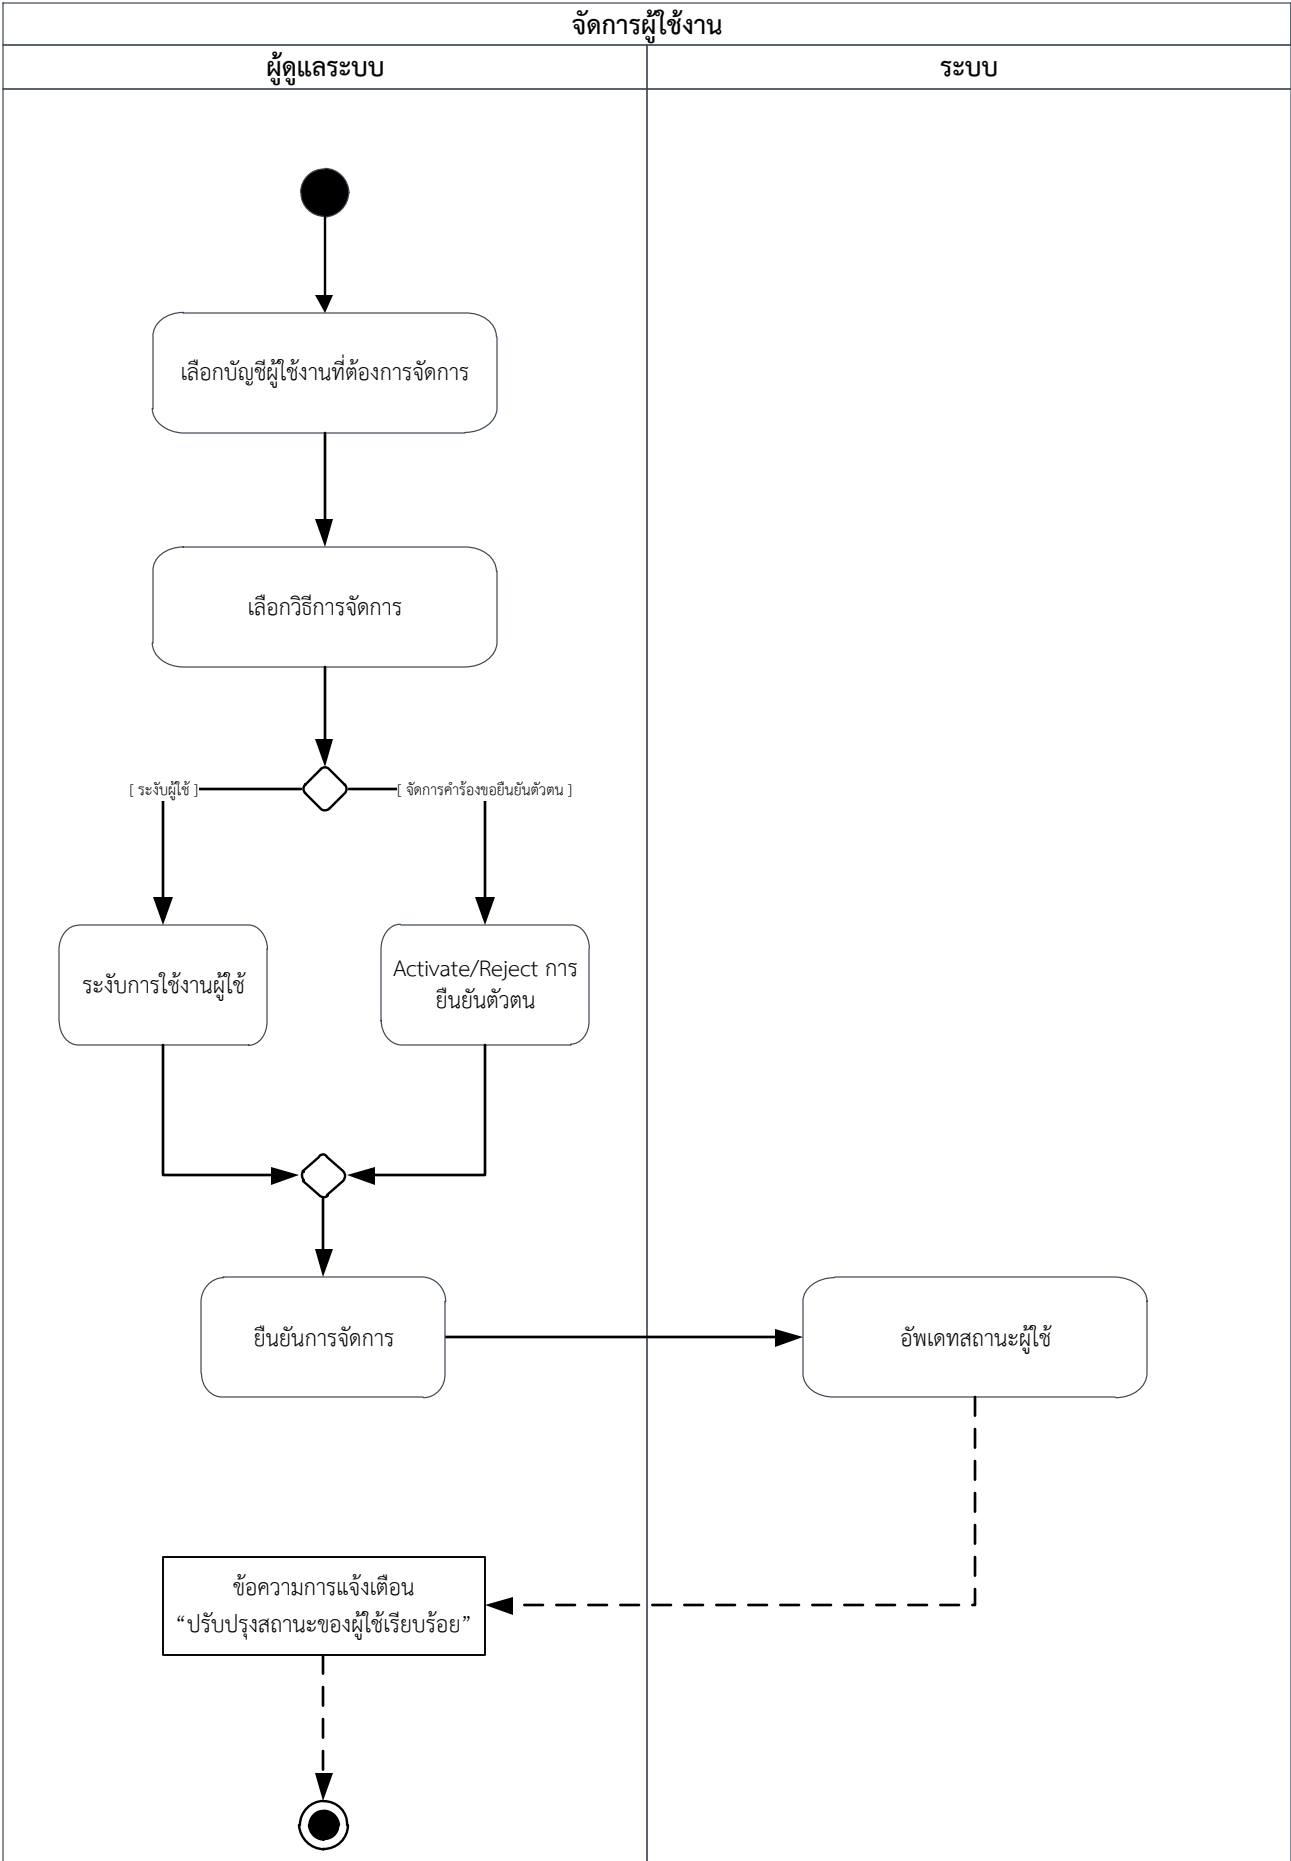 จัดการผู้ใช้งาน
ผู้ดูแลระบบ
ระบบ
เลือกบัญชีผู้ใช้งานที่ต้องการจัดการ
เลือกวิธีการจัดการ
[ ระงับผู้ใช้ ]
[ จัดการคำร้องขอยืนยันตัวตน ]
ระงับการใช้งานผู้ใช้
Activate/Reject การ
ยืนยันตัวตน
ยืนยันการจัดการ
อัพเดทสถานะผู้ใช้
ข้อความการแจ้งเตือน
“ปรับปรุงสถานะของผู้ใช้เรียบร้อย”